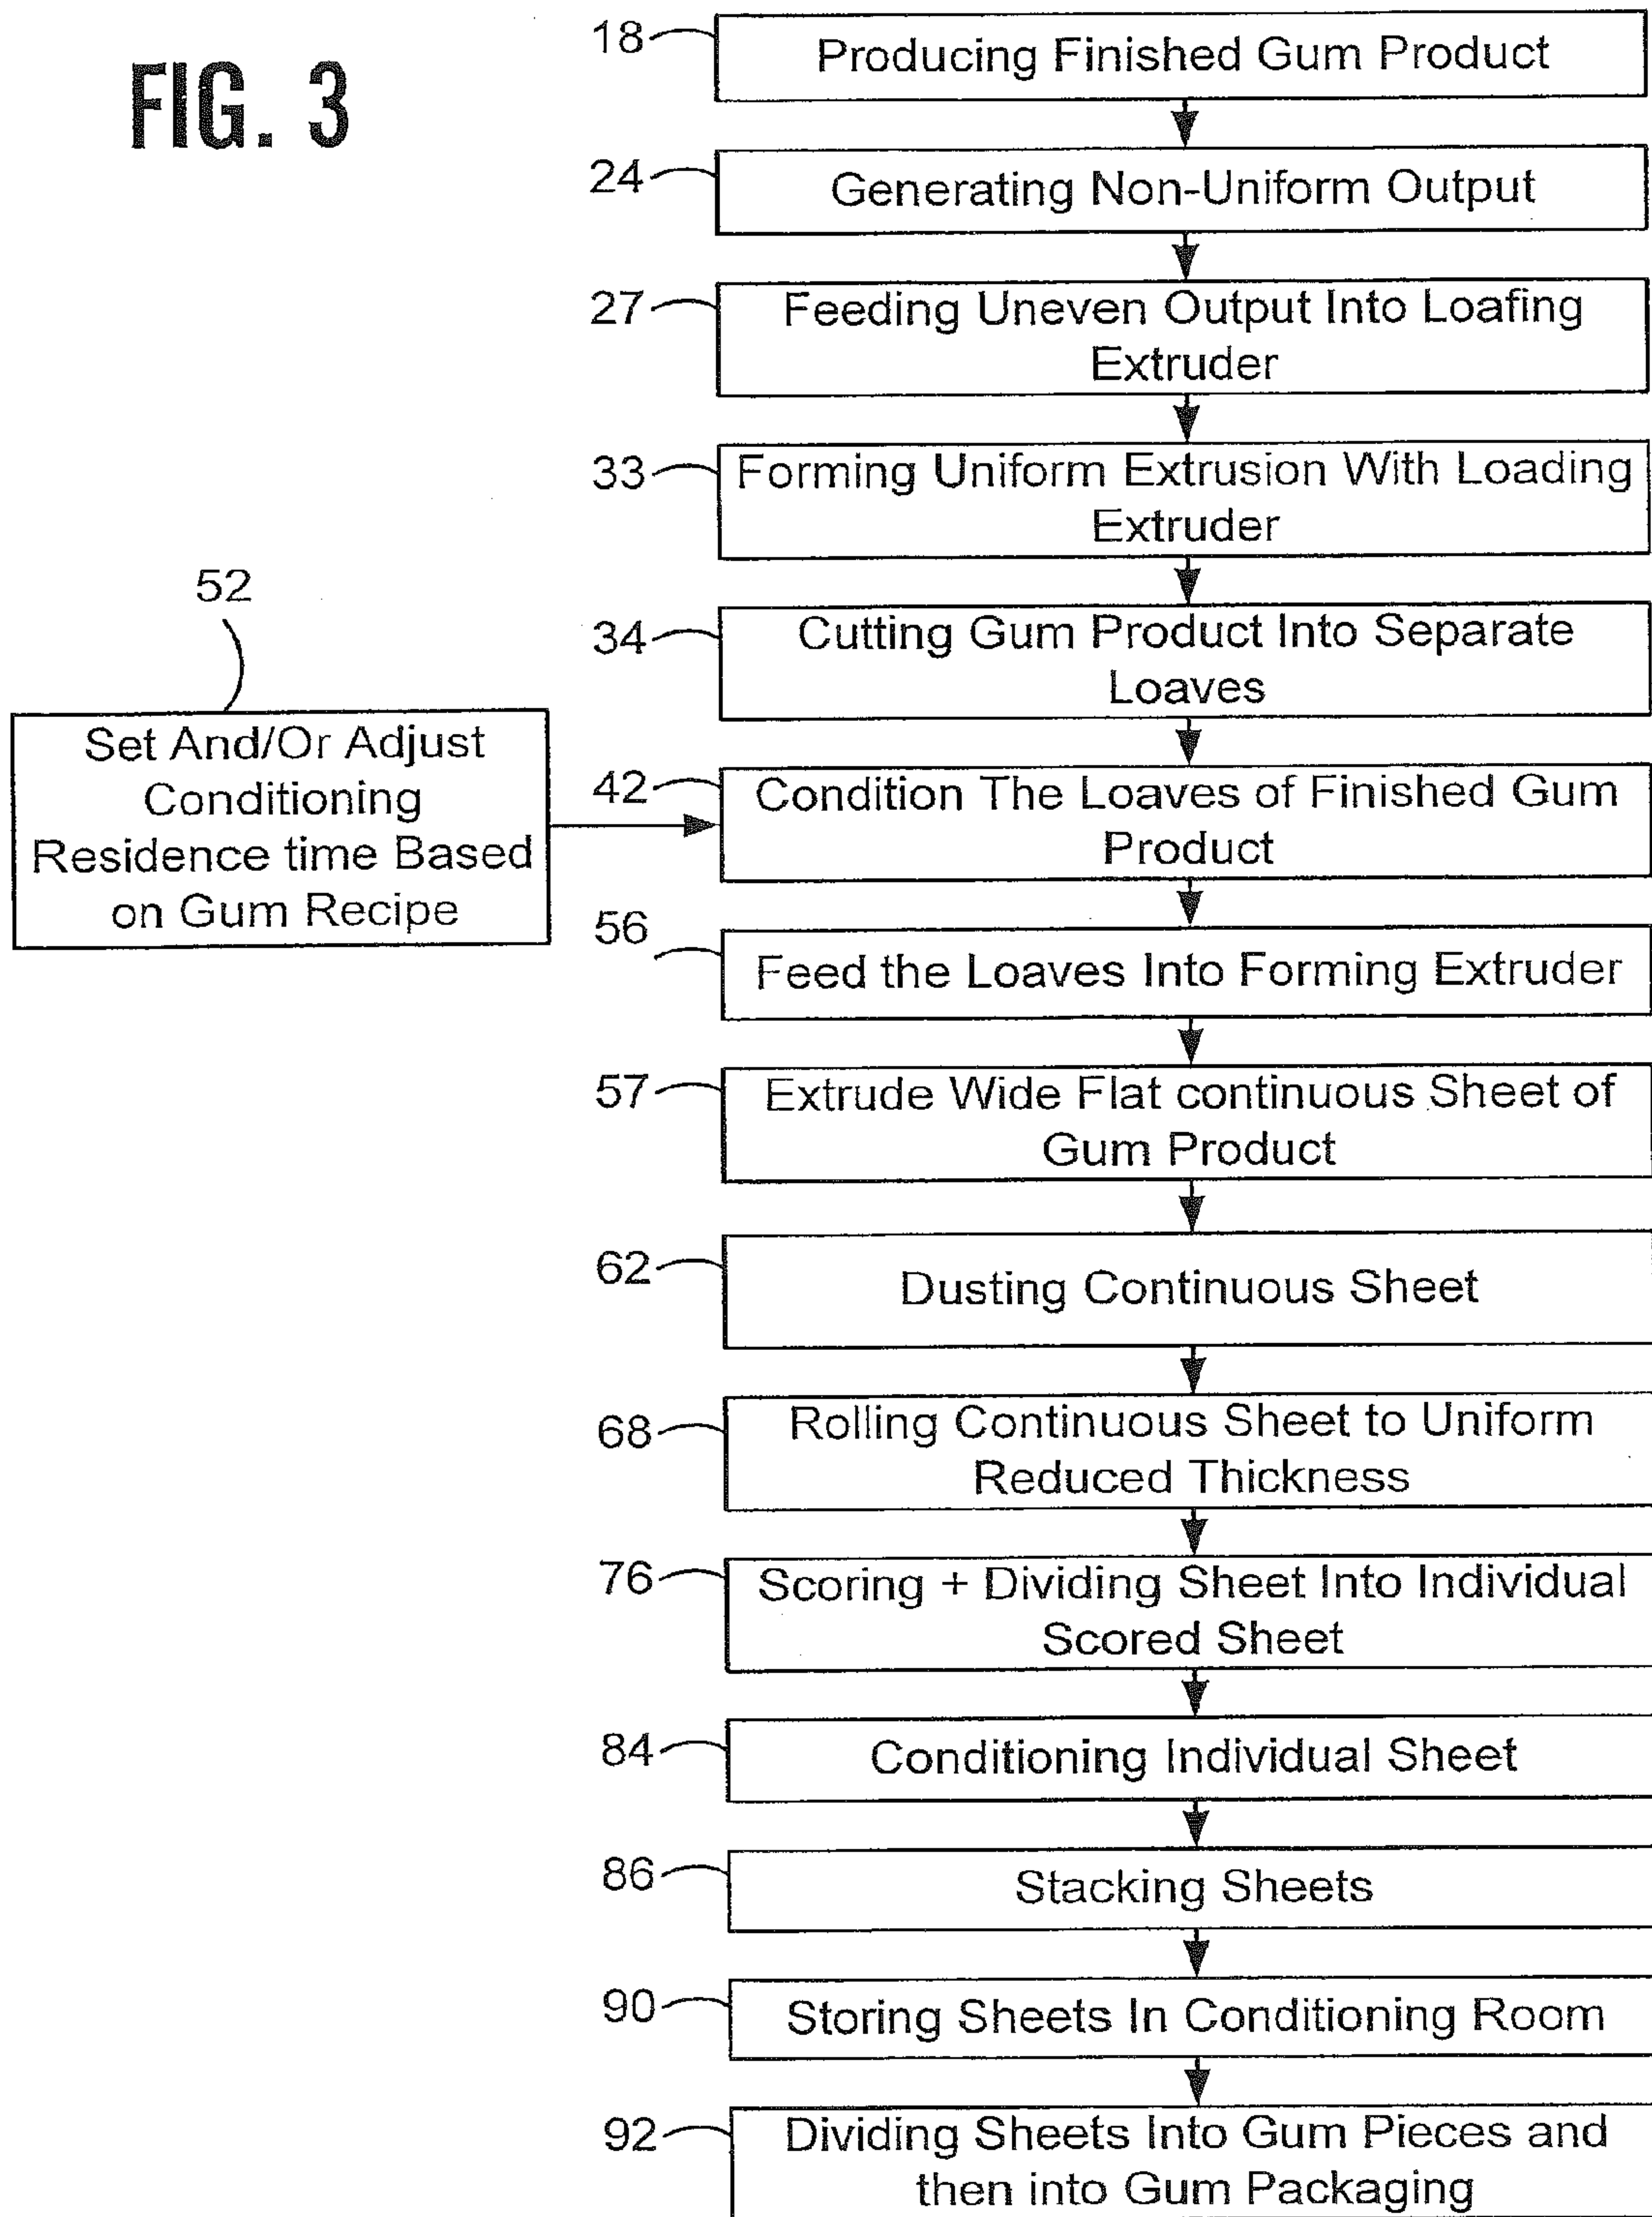 FIG. 3
18
Producing Finished Gum Product
24
Generating Non-Uniform Output
27
Feeding Uneven Output Into Loafing
Extruder
33
Forming Uniform Extrusion With Loading
Extruder
34
Cutting Gum Product Into Separate
Loaves
52
Set And/Or Adjust
Conditioning
Residence time Based
on Gum Recipe
42
Condition The Loaves of Finished Gum
Product
56
Feed the Loaves Into Forming Extruder
57
Extrude Wide Flat continuous Sheet of
Gum Product
62
Dusting Continuous Sheet
68
Rolling Continuous Sheet to Uniform
Reduced Thickness
76
Scoring + Dividing Sheet Into Individual
Scored Sheet
84
Conditioning Individual Sheet
86
Stacking Sheets
90
Storing Sheets In Conditioning Room
92
Dividing Sheets Into Gum Pieces and
then into Gum Packaging